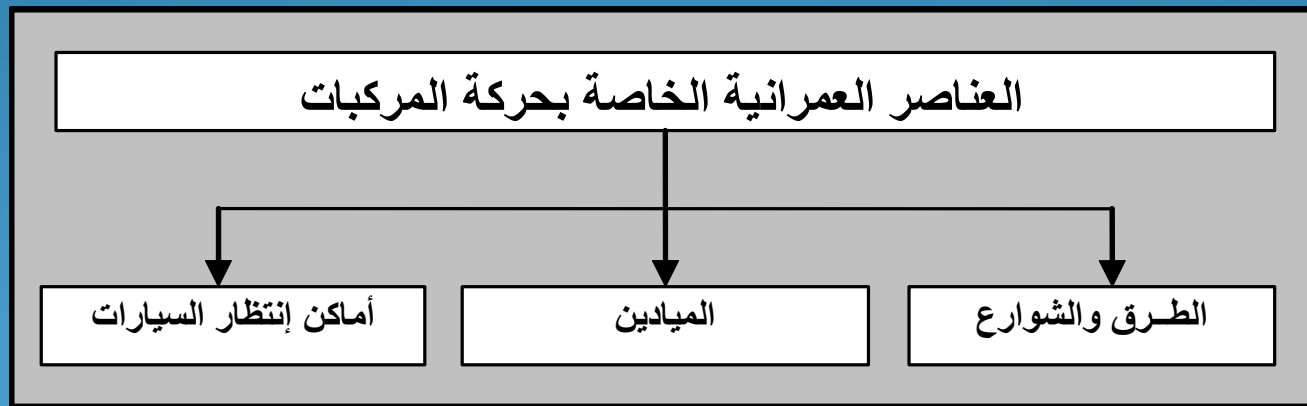 العناصر العمرانية الخاصة بحركة المركبات
الطـرق والشوارع
الميادين
أماكن إنتظار السيارات